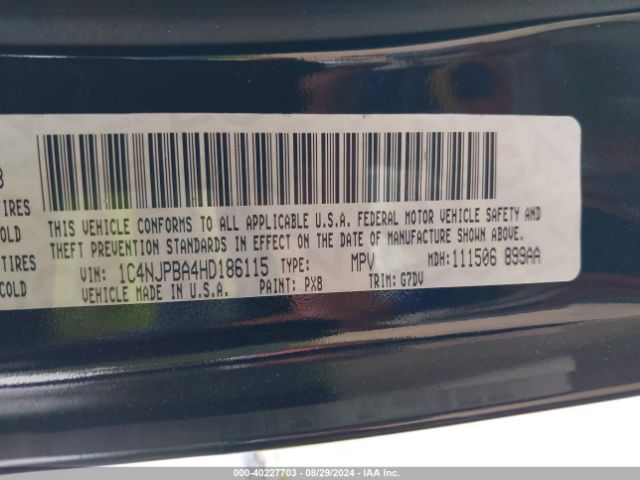 IRES
OLD
TIRES
COLD
THIS VEHICLE CONFORMS TO ALL APPLICABLE U.S.A. FEDERAL MOTOR VEHICLE SAFETY AND
THEFT PREVENTION STANDARDS IN EFFECT ON THE DATE OF MANUFACTURE SHOWN ABOVE.
VIN: 1C4NJPBA4HD186115 TYPE: MPV MDH: 111506 899AA
VEHICLE MADE IN U.S.A. PAINT: PX8 TRIM: G7DV
000-40227703 - 08/29/2024 - IAA Inc.